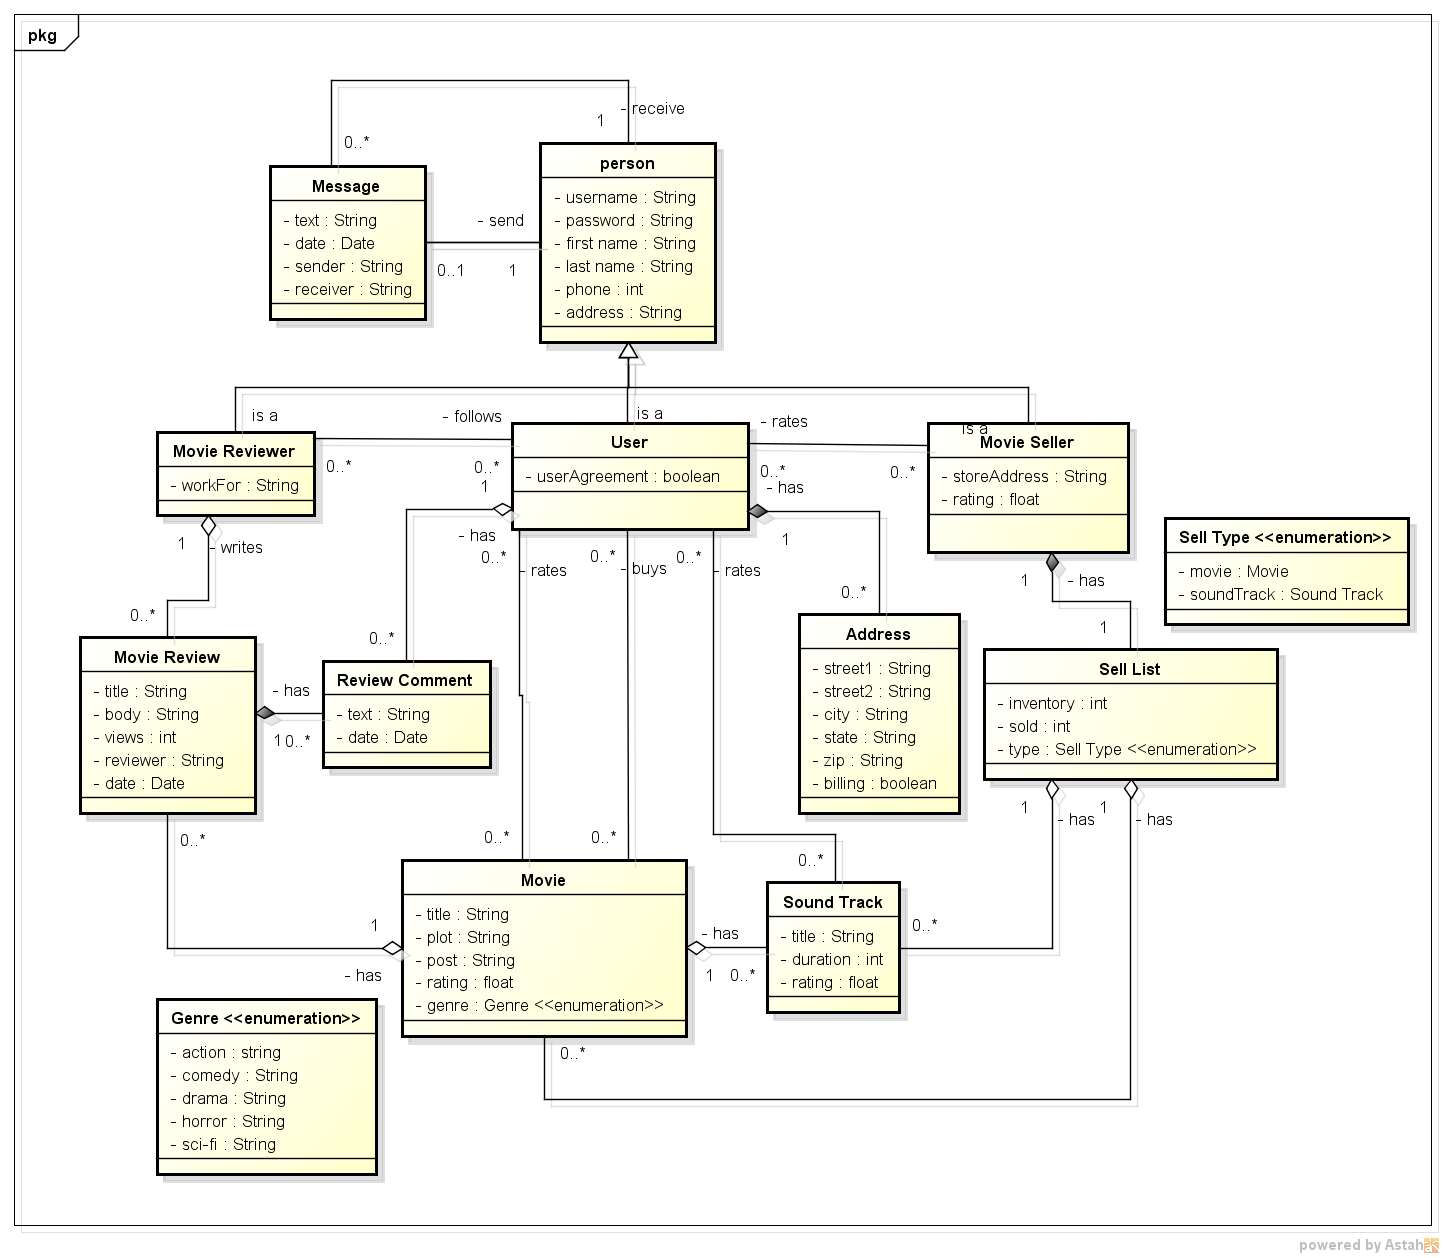 pkg
- receive
1
0..*
Message
- text : String
- date : Date
- sender : String
- receiver : String
- send
0..1
1
person
- username : String
- password : String
- first name : String
- last name : String
- phone : int
- address : String
is a
is a
is a
Movie Reviewer
- workFor : String
- follows
0..*
0..*
User
- userAgreement : boolean
- rates
0..*
0..*
Movie Seller
- storeAddress : String
- rating : float
1
- has
- has
1
1
- writes
0..*
0..*
- rates
0..*
- buys
0..*
- rates
0..*
0..*
1
- has
1
Sell Type <<enumeration>>
- movie : Movie
- soundTrack : Sound Track
Movie Review
- title : String
- body : String
- views : int
- reviewer : String
- date : Date
- has
1
0..*
Review Comment
- text : String
- date : Date
Address
- street1 : String
- street2 : String
- city : String
- state : String
- zip : String
- billing : boolean
Sell List
- inventory : int
- sold : int
- type : Sell Type <<enumeration>>
1
- has
1
- has
0..*
0..*
0..*
0..*
1
- has
Movie
- title : String
- plot : String
- post : String
- rating : float
- genre : Genre <<enumeration>>
- has
1
0..*
Sound Track
- title : String
- duration : int
- rating : float
0..*
0..*
Genre <<enumeration>>
- action : string
- comedy : String
- drama : String
- horror : String
- sci-fi : String
powered by Astah